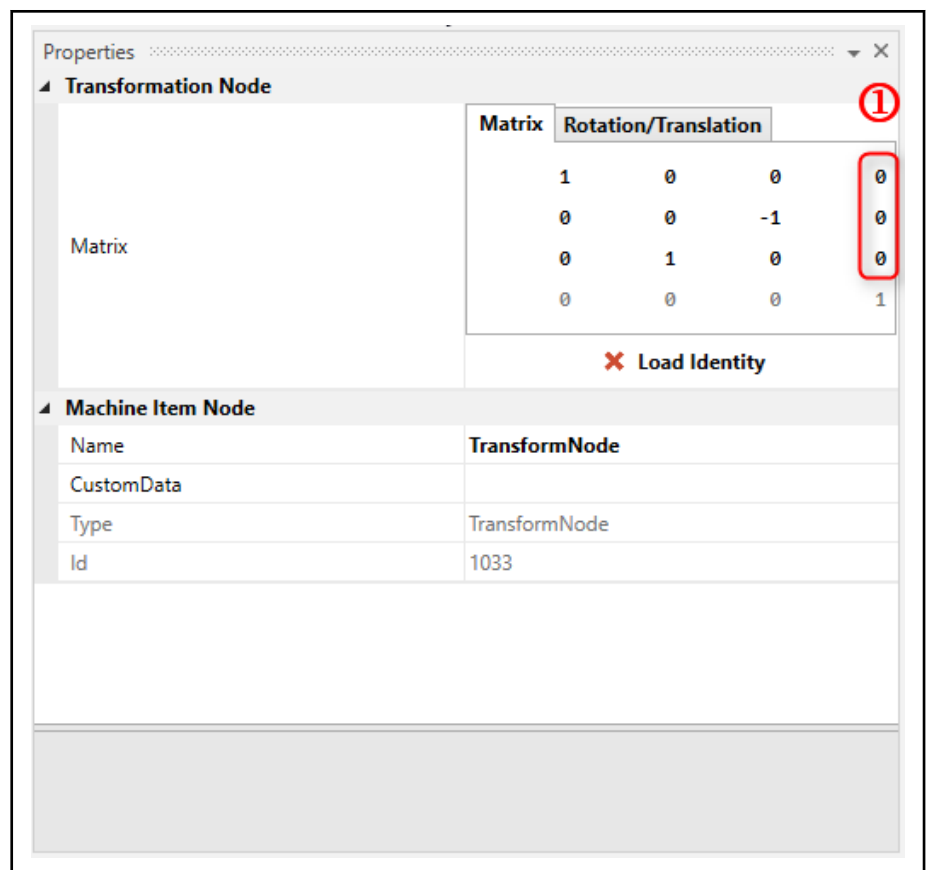 Properties
Transformation Node
①
Matrix Rotation/Translation
1 0 0 0
0 0 -1 0
Matrix
0 1 0 0
0 0 0 1
Load Identity
Machine Item Node
Name TransformNode
CustomData
Type TransformNode
Id 1033